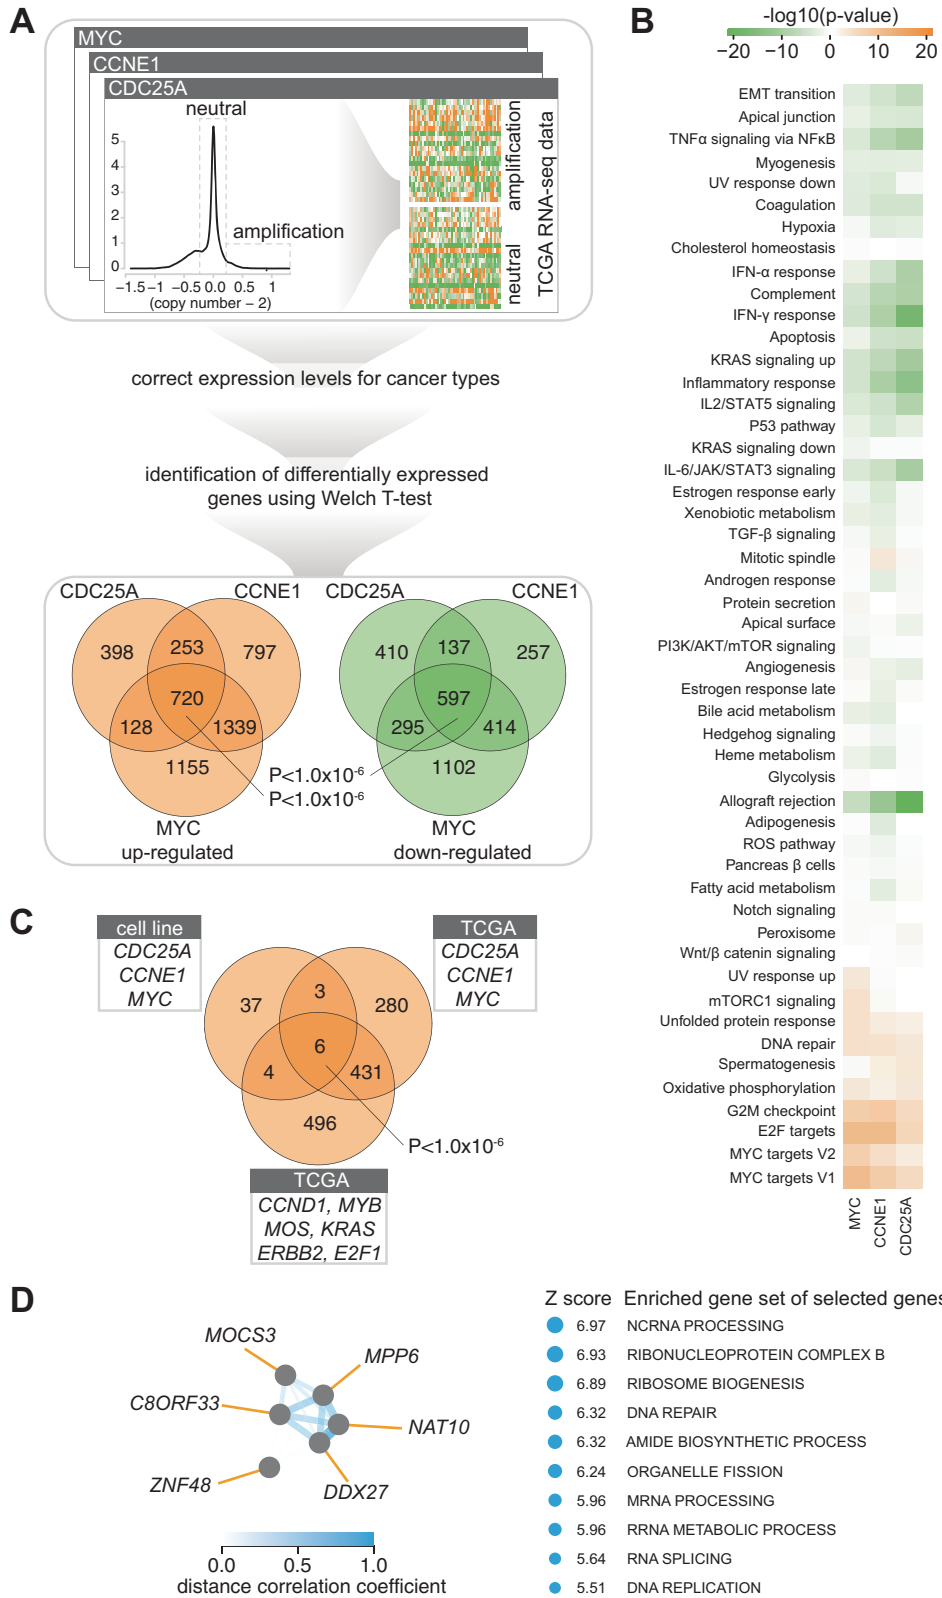 A
MYC
CCNE1
CDC25A
neutral
5
4
3
2
1
0
amplification
−1.5 −1 −0.5 0.0 0.5 1
(copy number − 2)
amplification
neutral
TCGA RNA-seq data
correct expression levels for cancer types
identification of differentially expressed
genes using Welch T-test
CDC25A
CCNE1
398
253
797
720
128
1339
1155
MYC
up-regulated
CDC25A
CCNE1
410
137
257
597
295
414
1102
MYC
down-regulated
P<1.0x10-6
P<1.0x10-6
B
-log10(p-value)
−20 −10 0 10 20
EMT transition
Apical junction
TNFα signaling via NFκB
Myogenesis
UV response down
Coagulation
Hypoxia
Cholesterol homeostasis
IFN-α response
Complement
IFN-γ response
Apoptosis
KRAS signaling up
Inflammatory response
IL2/STAT5 signaling
P53 pathway
KRAS signaling down
IL-6/JAK/STAT3 signaling
Estrogen response early
Xenobiotic metabolism
TGF-β signaling
Mitotic spindle
Androgen response
Protein secretion
Apical surface
PI3K/AKT/mTOR signaling
Angiogenesis
Estrogen response late
Bile acid metabolism
Hedgehog signaling
Heme metabolism
Glycolysis
Allograft rejection
Adipogenesis
ROS pathway
Pancreas β cells
Fatty acid metabolism
Notch signaling
Peroxisome
Wnt/β catenin signaling
UV response up
mTORC1 signaling
Unfolded protein response
DNA repair
Spermatogenesis
Oxidative phosphorylation
G2M checkpoint
E2F targets
MYC targets V2
MYC targets V1
MYC
CCNE1
CDC25A
C
cell line
CDC25A
CCNE1
MYC
TCGA
CDC25A
CCNE1
MYC
37
3
280
6
4
431
496
P<1.0x10-6
TCGA
CCND1, MYB
MOS, KRAS
ERBB2, E2F1
D
MOCS3
MPP6
C8ORF33
NAT10
ZNF48
DDX27
0.0 0.5 1.0
distance correlation coefficient
Z score Enriched gene set of selected genes
6.97 NCRNA PROCESSING
6.93 RIBONUCLEOPROTEIN COMPLEX B
6.89 RIBOSOME BIOGENESIS
6.32 DNA REPAIR
6.32 AMIDE BIOSYNTHETIC PROCESS
6.24 ORGANELLE FISSION
5.96 MRNA PROCESSING
5.96 RRNA METABOLIC PROCESS
5.64 RNA SPLICING
5.51 DNA REPLICATION